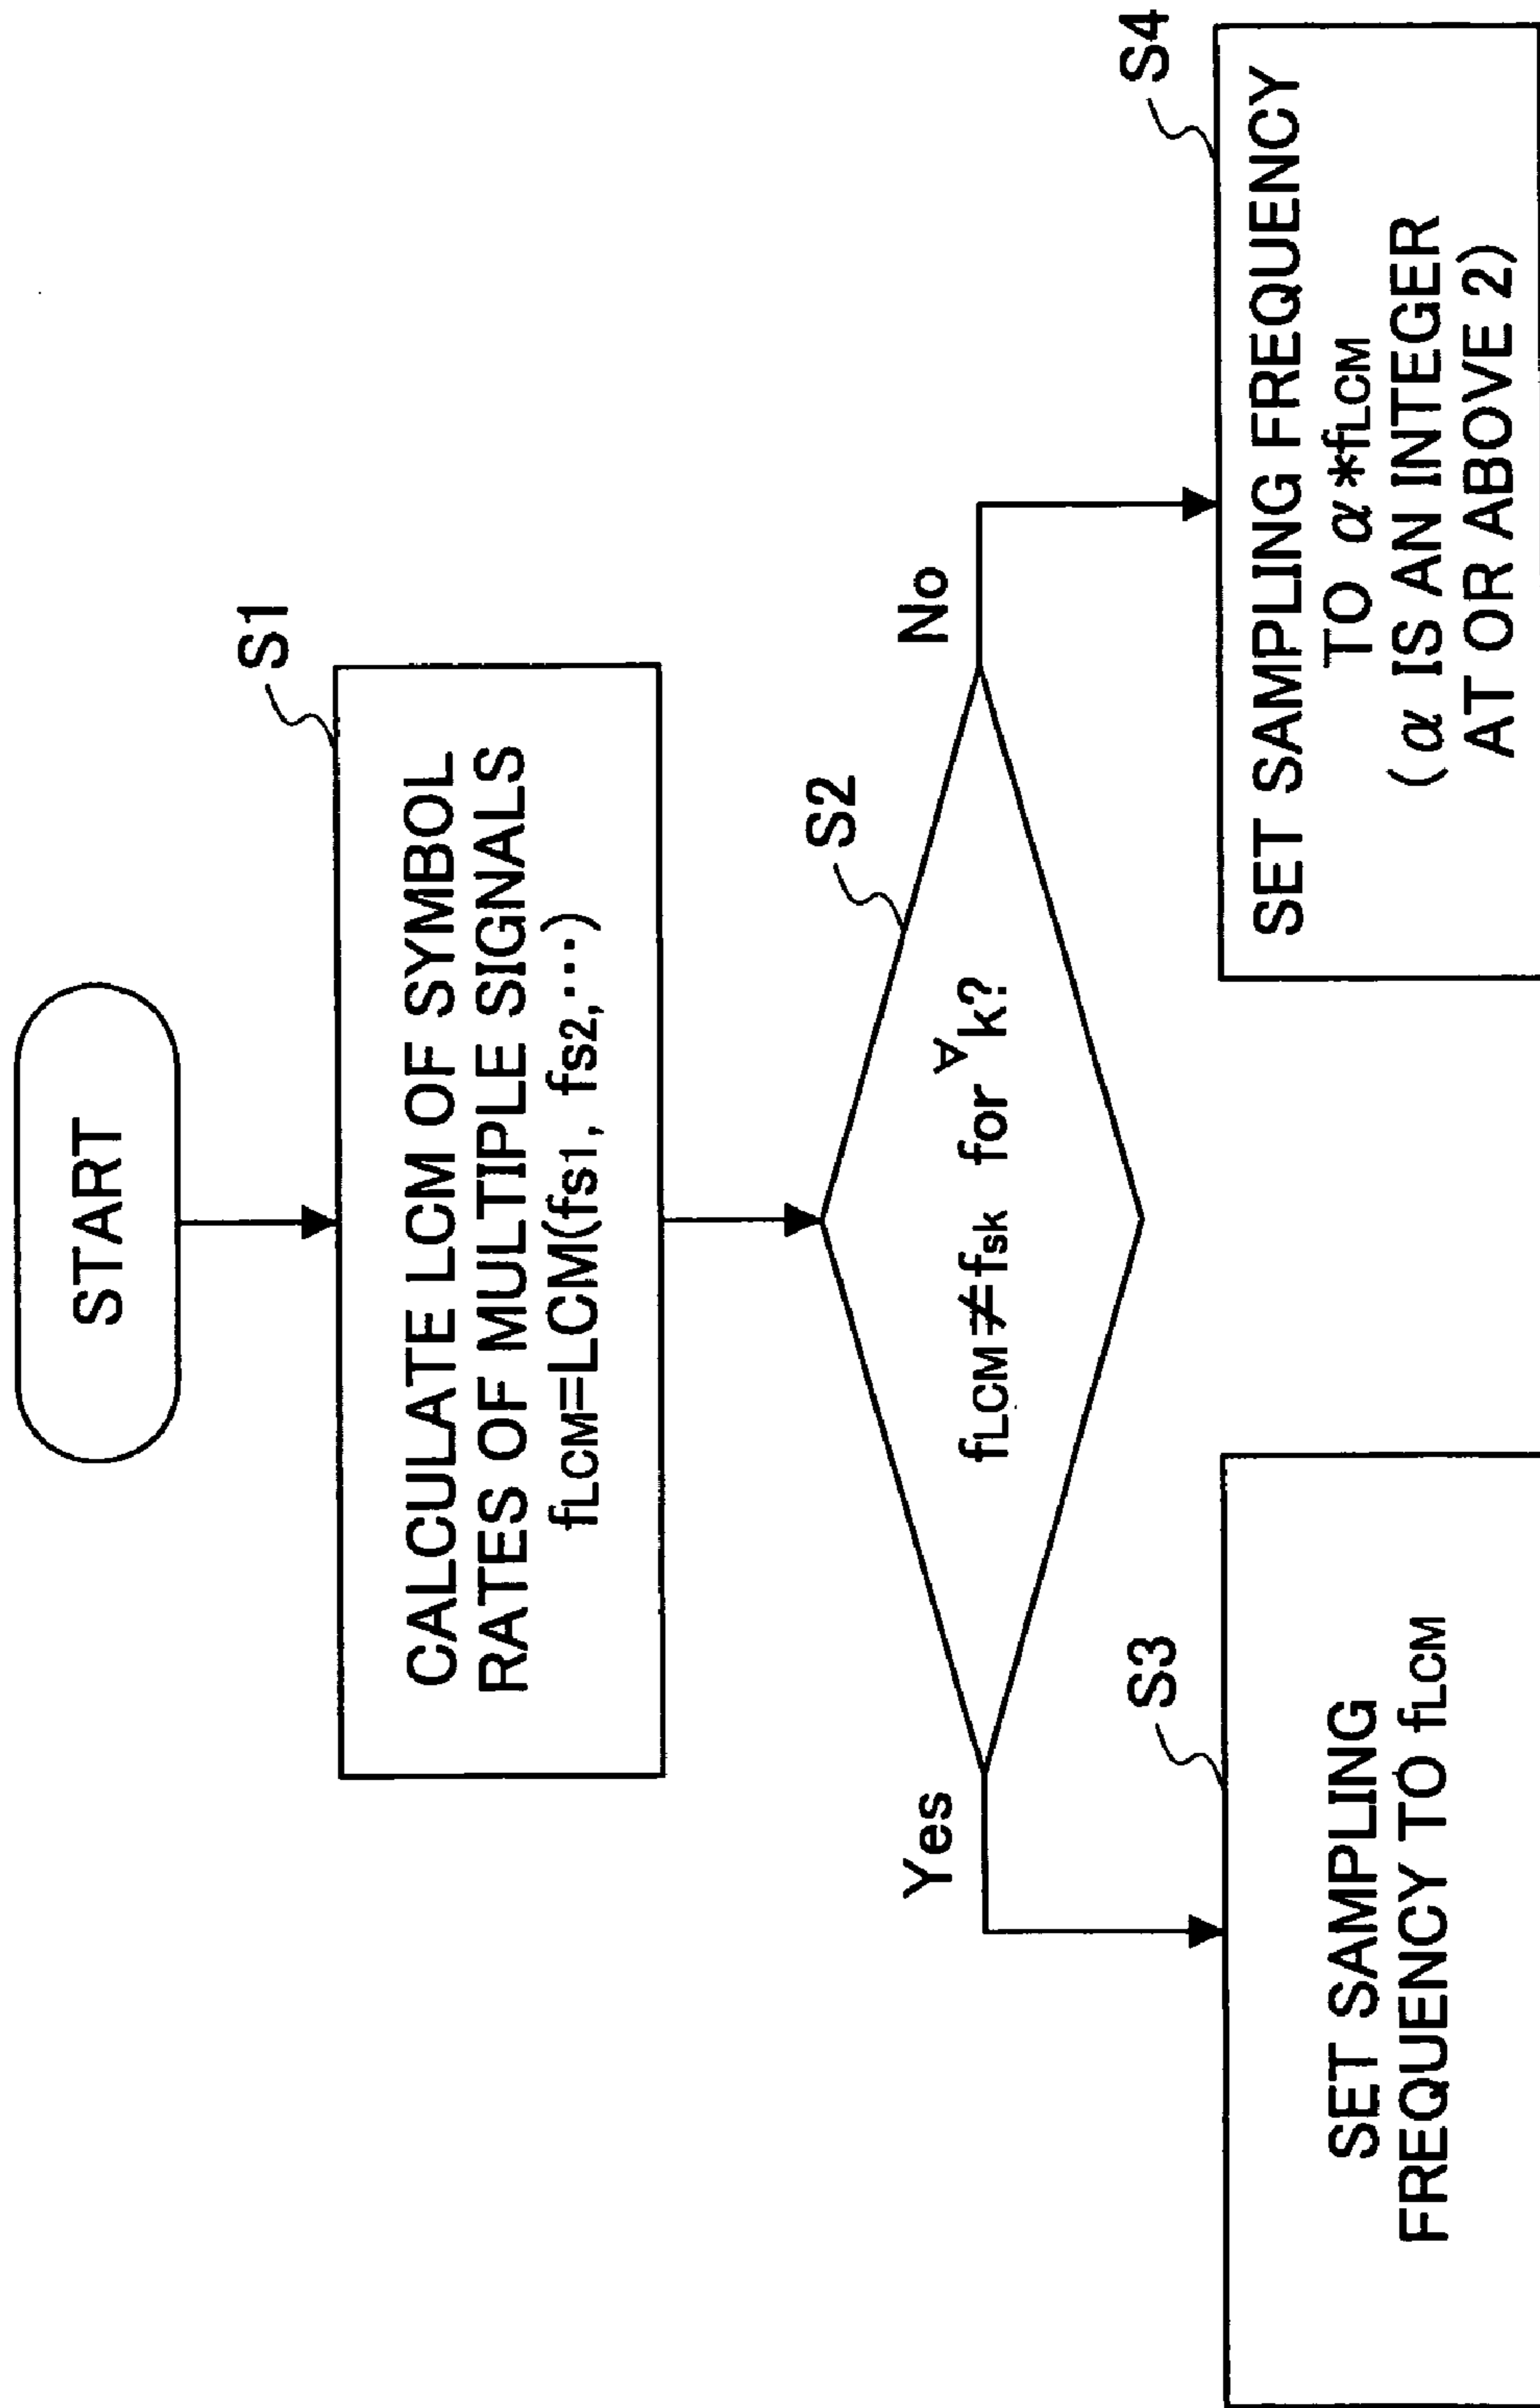 START
S1
CALCULATE LCM OF SYMBOL
RATES OF MULTIPLE SIGNALS
fLCM=LCM(fs1, fs2,···)
S2
fLCM≠fsk for ∀k?
Yes
No
S3
SET SAMPLING
FREQUENCY TO fLCM
S4
SET SAMPLING FREQUENCY
TO α*fLCM
(α IS AN INTEGER
AT OR ABOVE 2)